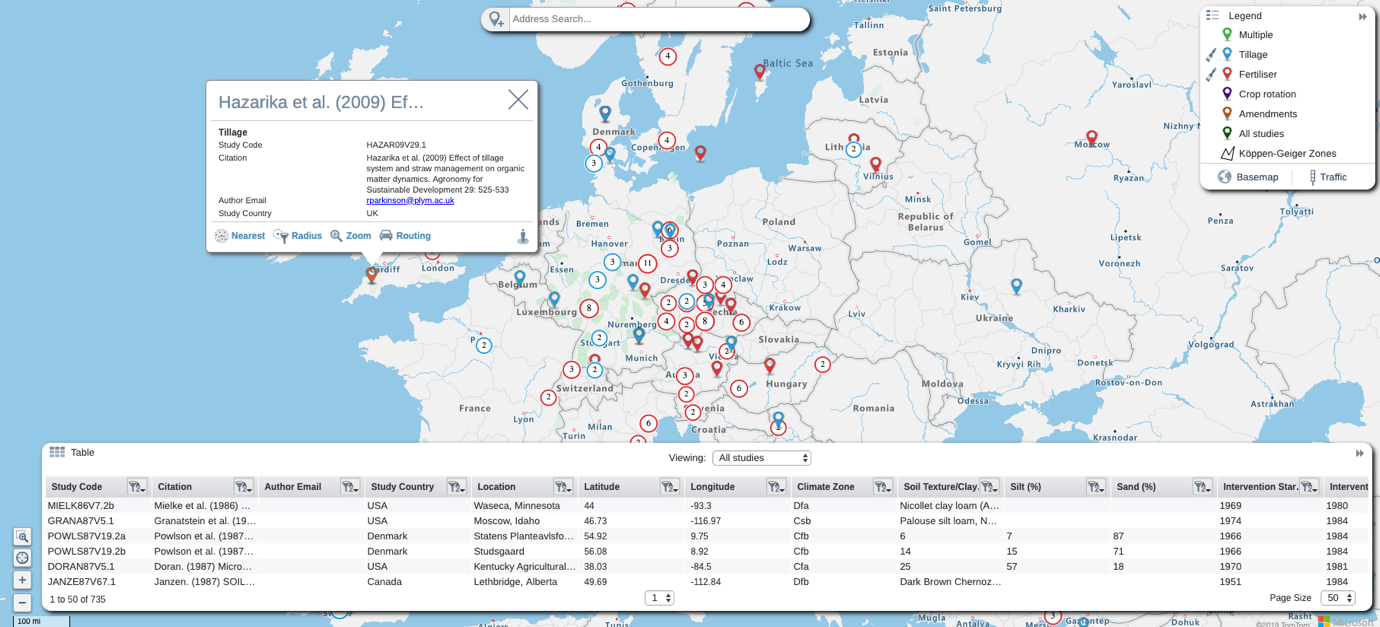 Address Search...
Saint Petersburg
Tallinn
Estonia
Baltic Sea
Gothenburg
Yaroslavl
Latvia
Nizhny
Legend
Multiple
Tillage
Fertiliser
Crop rotation
Amendments
All studies
Köppen-Geiger Zones
Basemap
Traffic
4
Hazarika et al. (2009) Ef…
Tillage
Study Code HAZAR09V29.1
Citation Hazarika et al. (2009) Effect of tillage
system and straw management on organic
matter dynamics. Agronomy for
Sustainable Development 29: 525-533
Author Email rparkinson@plym.ac.uk
Study Country UK
Nearest Radius Zoom Routing
Denmark
4
4
3
2
Moscow
Vilnius
Ryazan
Minsk
Tolyatti
Penza
Republic of
Belarus
Poland
Bremen
Hanover
Poznan
Warsaw
Gomel
Lipetsk
Voronezh
Saratov
London
Essen
Lodz
3
3
11
3
3
4
Belgium
Kiev
Kharkiv
Ukraine
Luxembourg
8
2
2
Krakow
Lviv
Nuremberg
4
2
8
6
Stuttgart
2
2
Munich
Slovakia
Dnipro
Kryvyi Rih
Donetsk
Volgograd
3
2
3
2
Hungary
Moldova
Rostov-on-Don
Switzerland
2
2
6
France
Odessa
Astrakhan
Romania
Lyon
Milan
Turin
6
2
Croatia
Krasnodar
Table
Viewing: All studies
Study Code Citation Author Email Study Country Location Latitude Longitude Climate Zone Soil Texture/Clay. Silt (%) Sand (%) Intervention Star. Intervent
MIELK86V7.2b Mielke et al. (1986) … USA Waseca, Minnesota 44 -93.3 Dfa Nicollet clay loam (A… 1969 1980
GRANA87V5.1 Granatstein et al. (19… USA Moscow, Idaho 46.73 -116.97 Csb Palouse silt loam, N… 1974 1984
POWLS87V19.2a Powlson et al. (1987… Denmark Statens Planteavlsfo… 54.92 9.75 Cfb 6 7 87 1966 1984
POWLS87V19.2b Powlson et al. (1987… Denmark Studsgaard 56.08 8.92 Cfb 14 15 71 1966 1984
DORAN87V5.1 Doran. (1987) Micro… USA Kentucky Agricultural… 38.03 -84.5 Cfa 25 57 18 1970 1981
JANZE87V67.1 Janzen. (1987) SOIL… Canada Lethbridge, Alberta 49.69 -112.84 Dfb Dark Brown Chernoz… 1951 1984
1 to 50 of 735
1
Page Size 50
100 mi
3
Gaziantep
Duhok
Rasht
©2019 TomTom
Microsoft